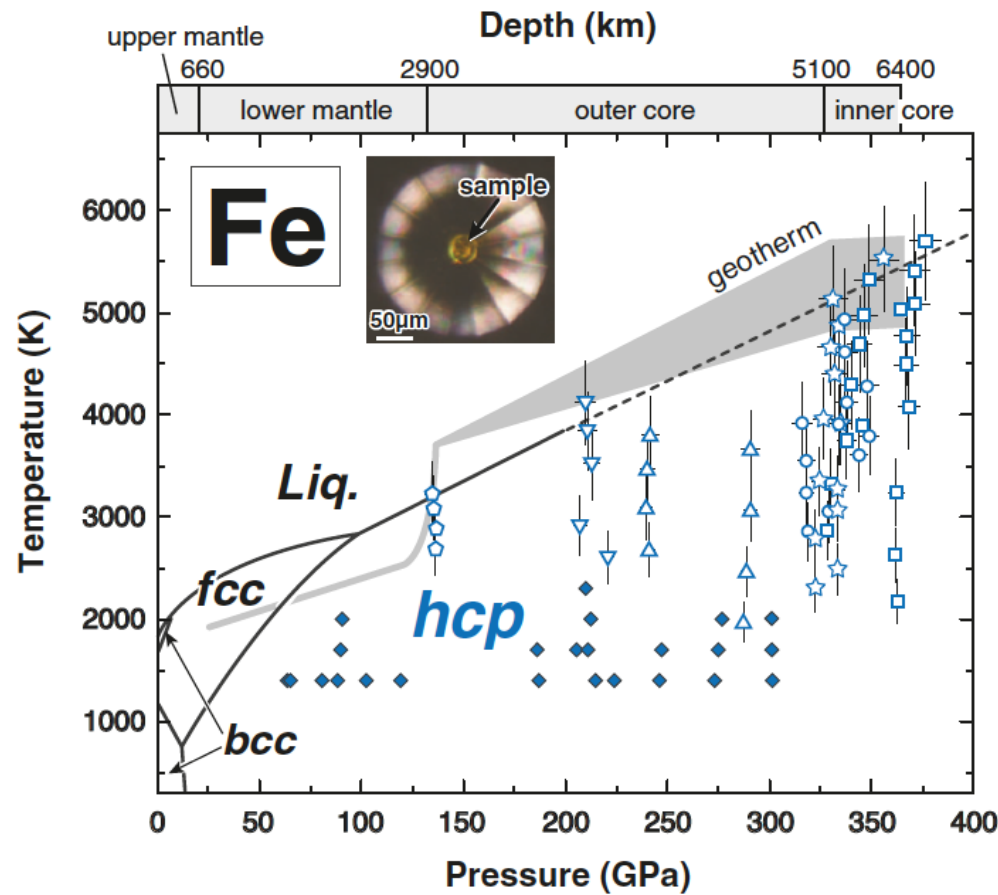 Depth (km)
upper mantle
660 2900 5100 6400
lower mantle outer core inner core
Fe
sample
50μm
geotherm
6000
5000
4000
3000
2000
1000
Temperature (K)
Liq.
fcc
hcp
bcc
0 50 100 150 200 250 300 350 400
Pressure (GPa)